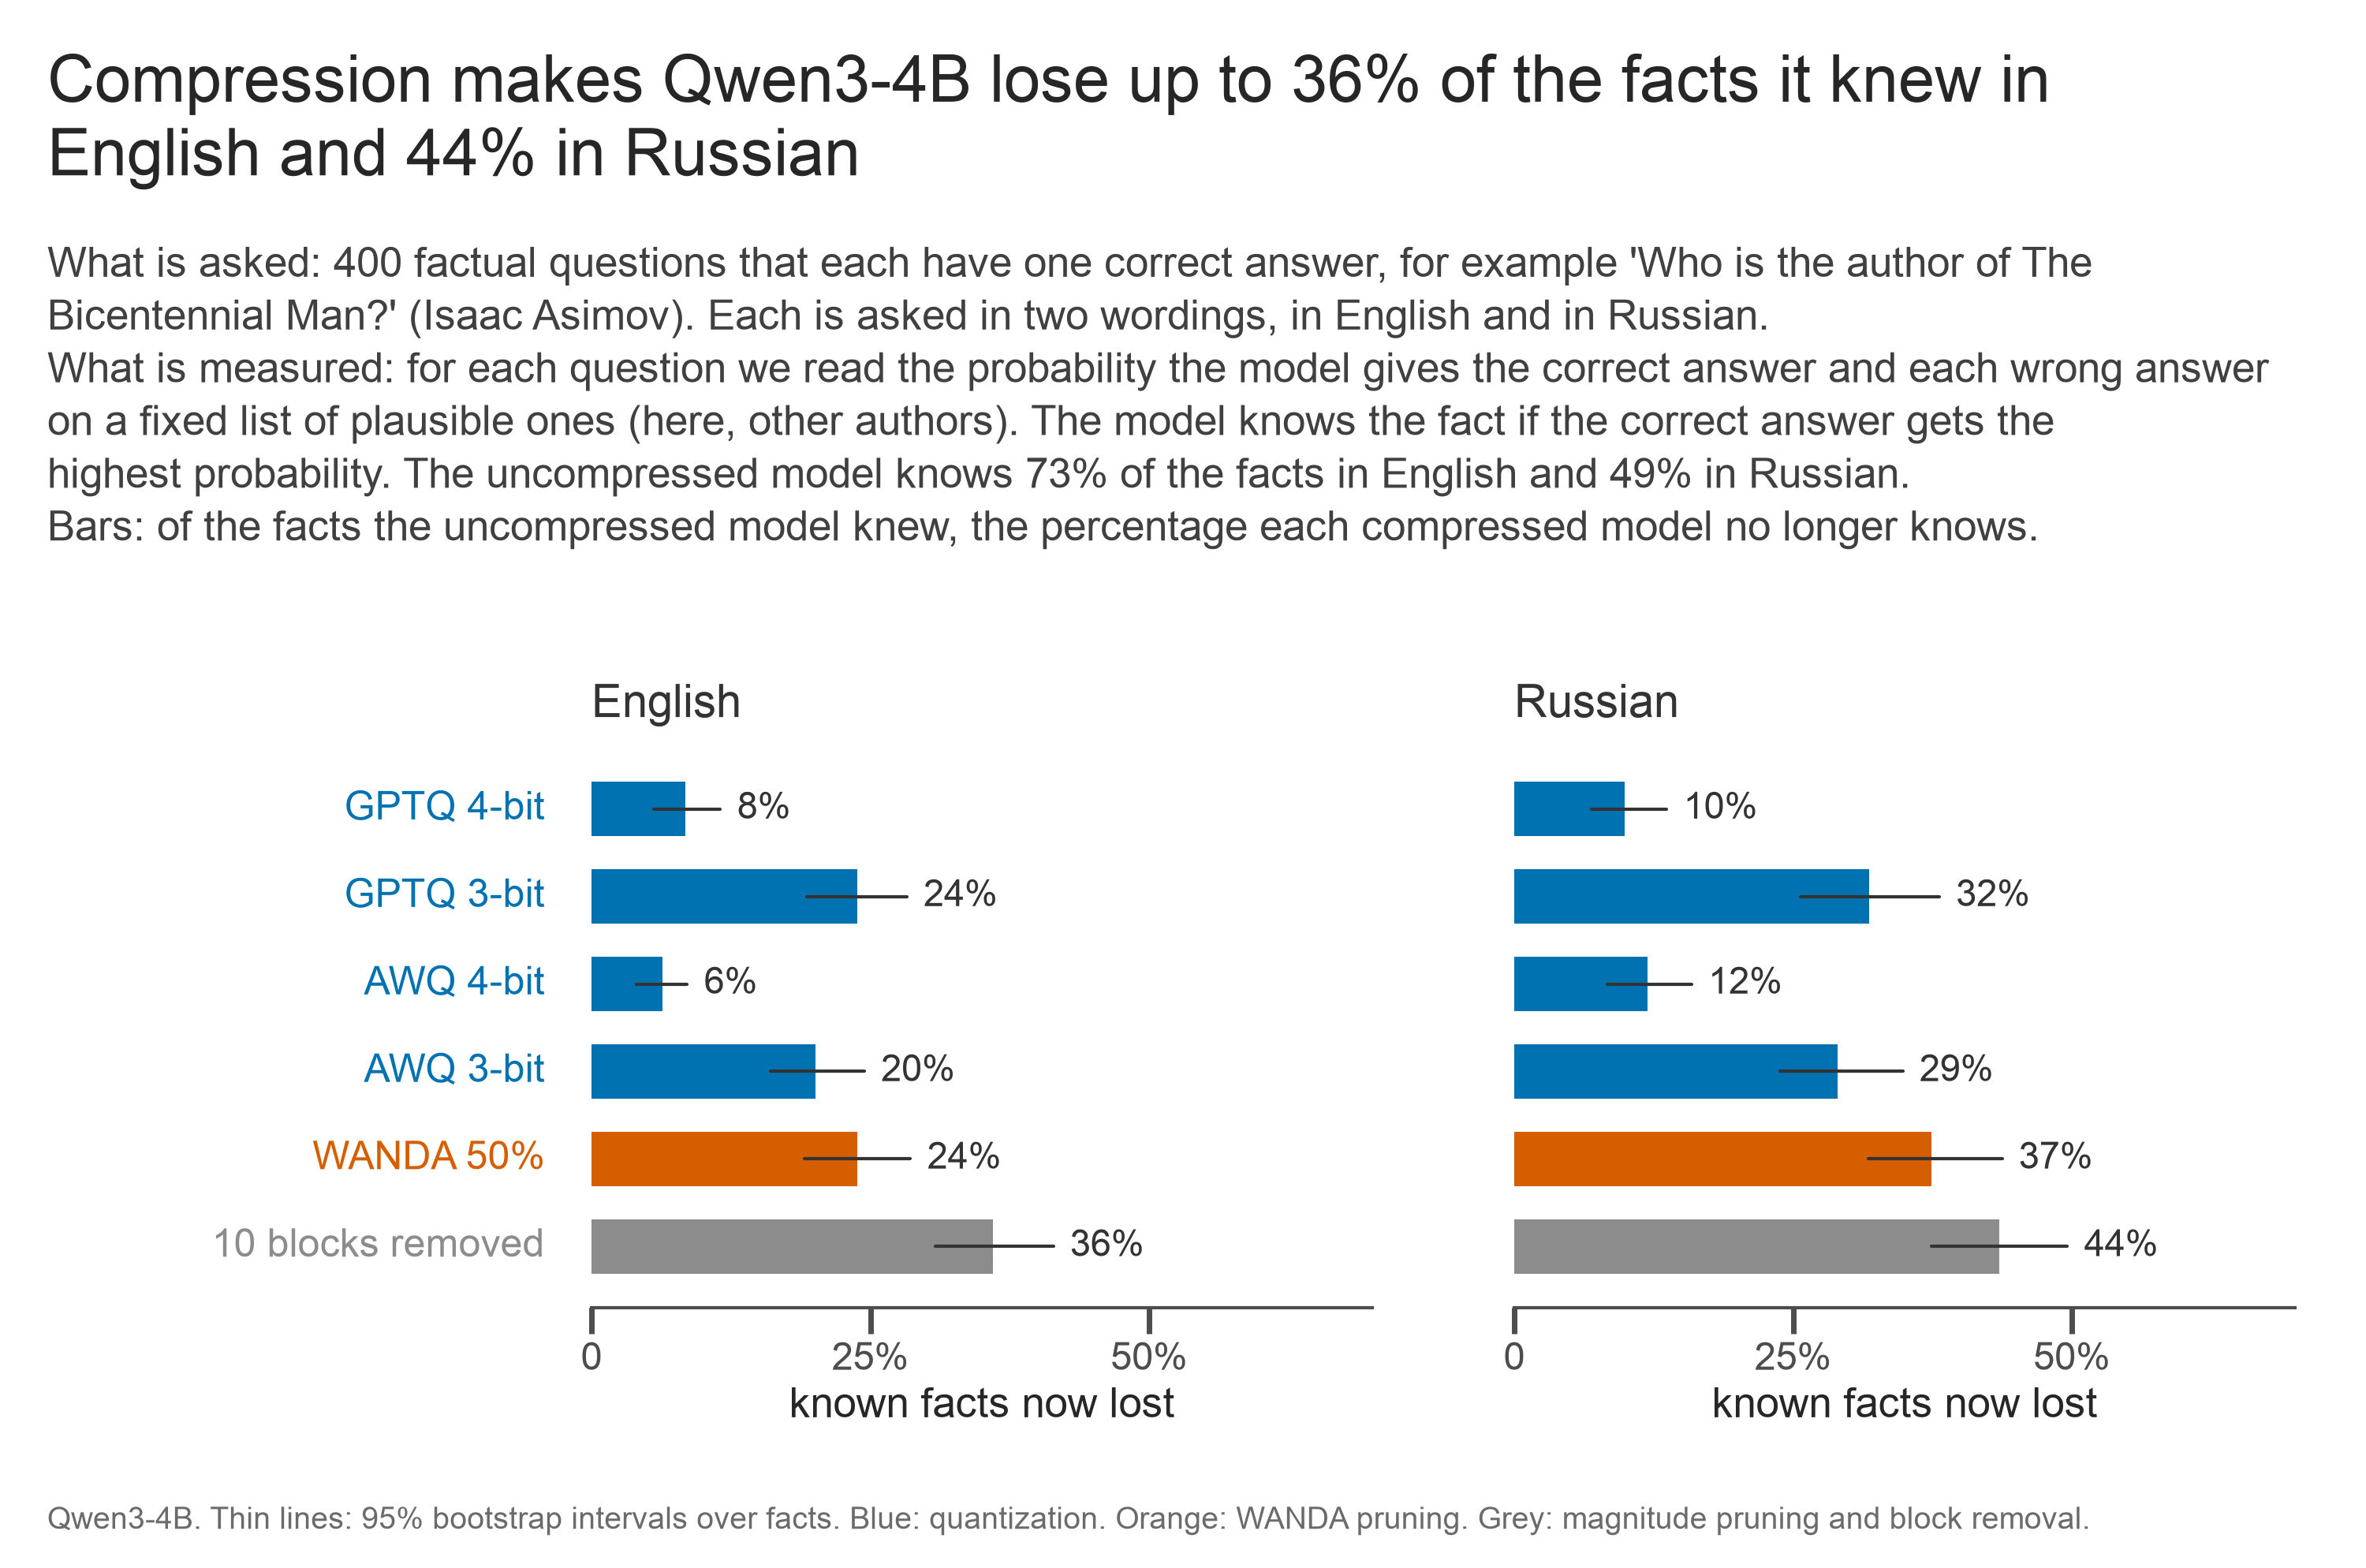 Compression makes Qwen3-4B lose up to 36% of the facts it knew in
English and 44% in Russian
What is asked: 400 factual questions that each have one correct answer, for example 'Who is the author of The
Bicentennial Man?' (Isaac Asimov). Each is asked in two wordings, in English and in Russian.
What is measured: for each question we read the probability the model gives the correct answer and each wrong answer
on a fixed list of plausible ones (here, other authors). The model knows the fact if the correct answer gets the
highest probability. The uncompressed model knows 73% of the facts in English and 49% in Russian.
Bars: of the facts the uncompressed model knew, the percentage each compressed model no longer knows.
English
GPTQ 4-bit 8%
GPTQ 3-bit 24%
AWQ 4-bit 6%
AWQ 3-bit 20%
WANDA 50% 24%
10 blocks removed 36%
0 25% 50%
known facts now lost
Russian
10%
32%
12%
29%
37%
44%
0 25% 50%
known facts now lost
Qwen3-4B. Thin lines: 95% bootstrap intervals over facts. Blue: quantization. Orange: WANDA pruning. Grey: magnitude pruning and block removal.